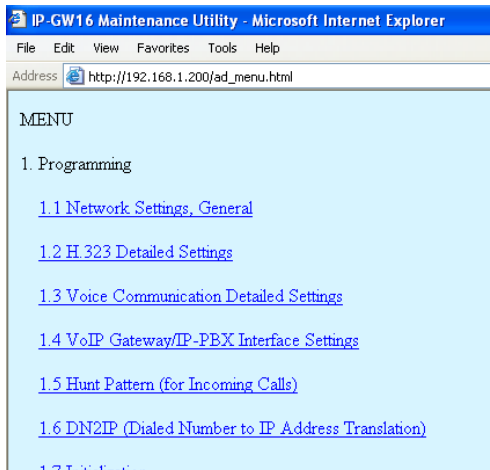 IP-GW16 Maintenance Utility - Microsoft Internet Explorer
File Edit View Favorites Tools Help
Address http://192.168.1.200/ad_menu.html
MENU
1. Programming
1.1 Network Settings, General
1.2 H.323 Detailed Settings
1.3 Voice Communication Detailed Settings
1.4 VoIP Gateway/IP-PBX Interface Settings
1.5 Hunt Pattern (for Incoming Calls)
1.6 DN2IP (Dialed Number to IP Address Translation)